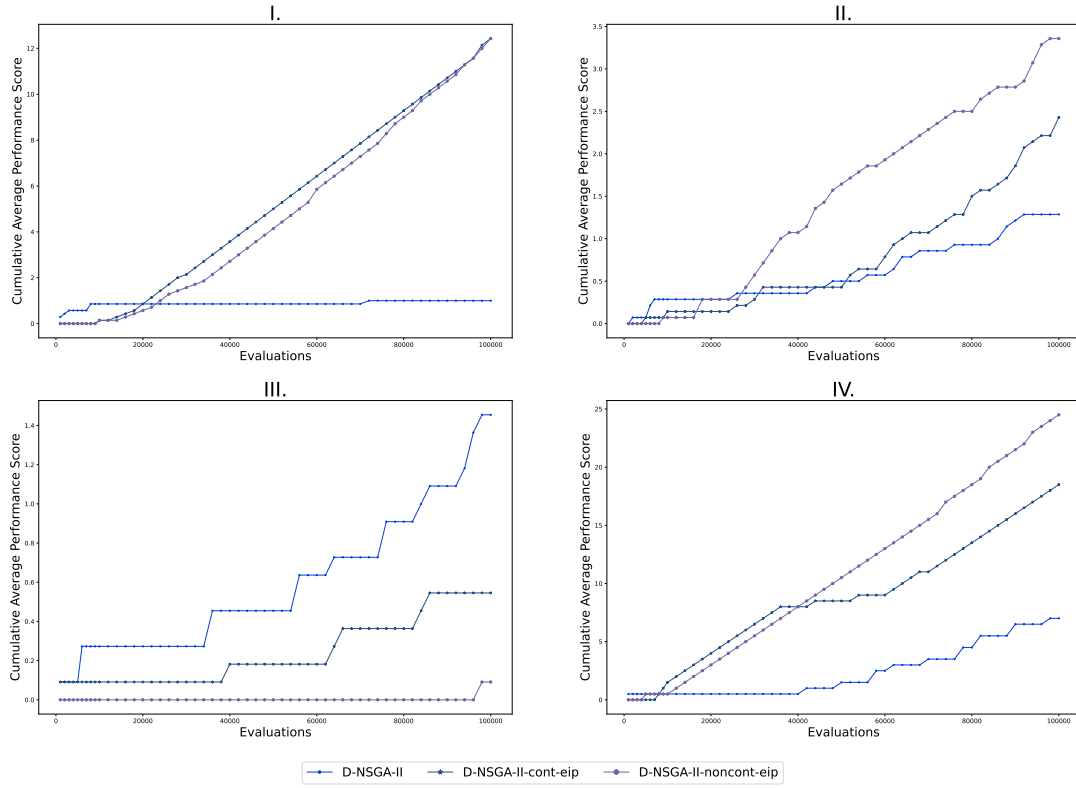 I.
Cumulative Average Performance Score
12
10
8
6
4
2
0
0 20000 40000 60000 80000 100000
Evaluations
II.
Cumulative Average Performance Score
3.5
3.0
2.5
2.0
1.5
1.0
0.5
0.0
0 20000 40000 60000 80000 100000
Evaluations
III.
Cumulative Average Performance Score
1.4
1.2
1.0
0.8
0.6
0.4
0.2
0.0
0 20000 40000 60000 80000 100000
Evaluations
IV.
Cumulative Average Performance Score
25
20
15
10
5
0
0 20000 40000 60000 80000 100000
Evaluations
D-NSGA-II D-NSGA-II-cont-eip D-NSGA-II-noncont-eip